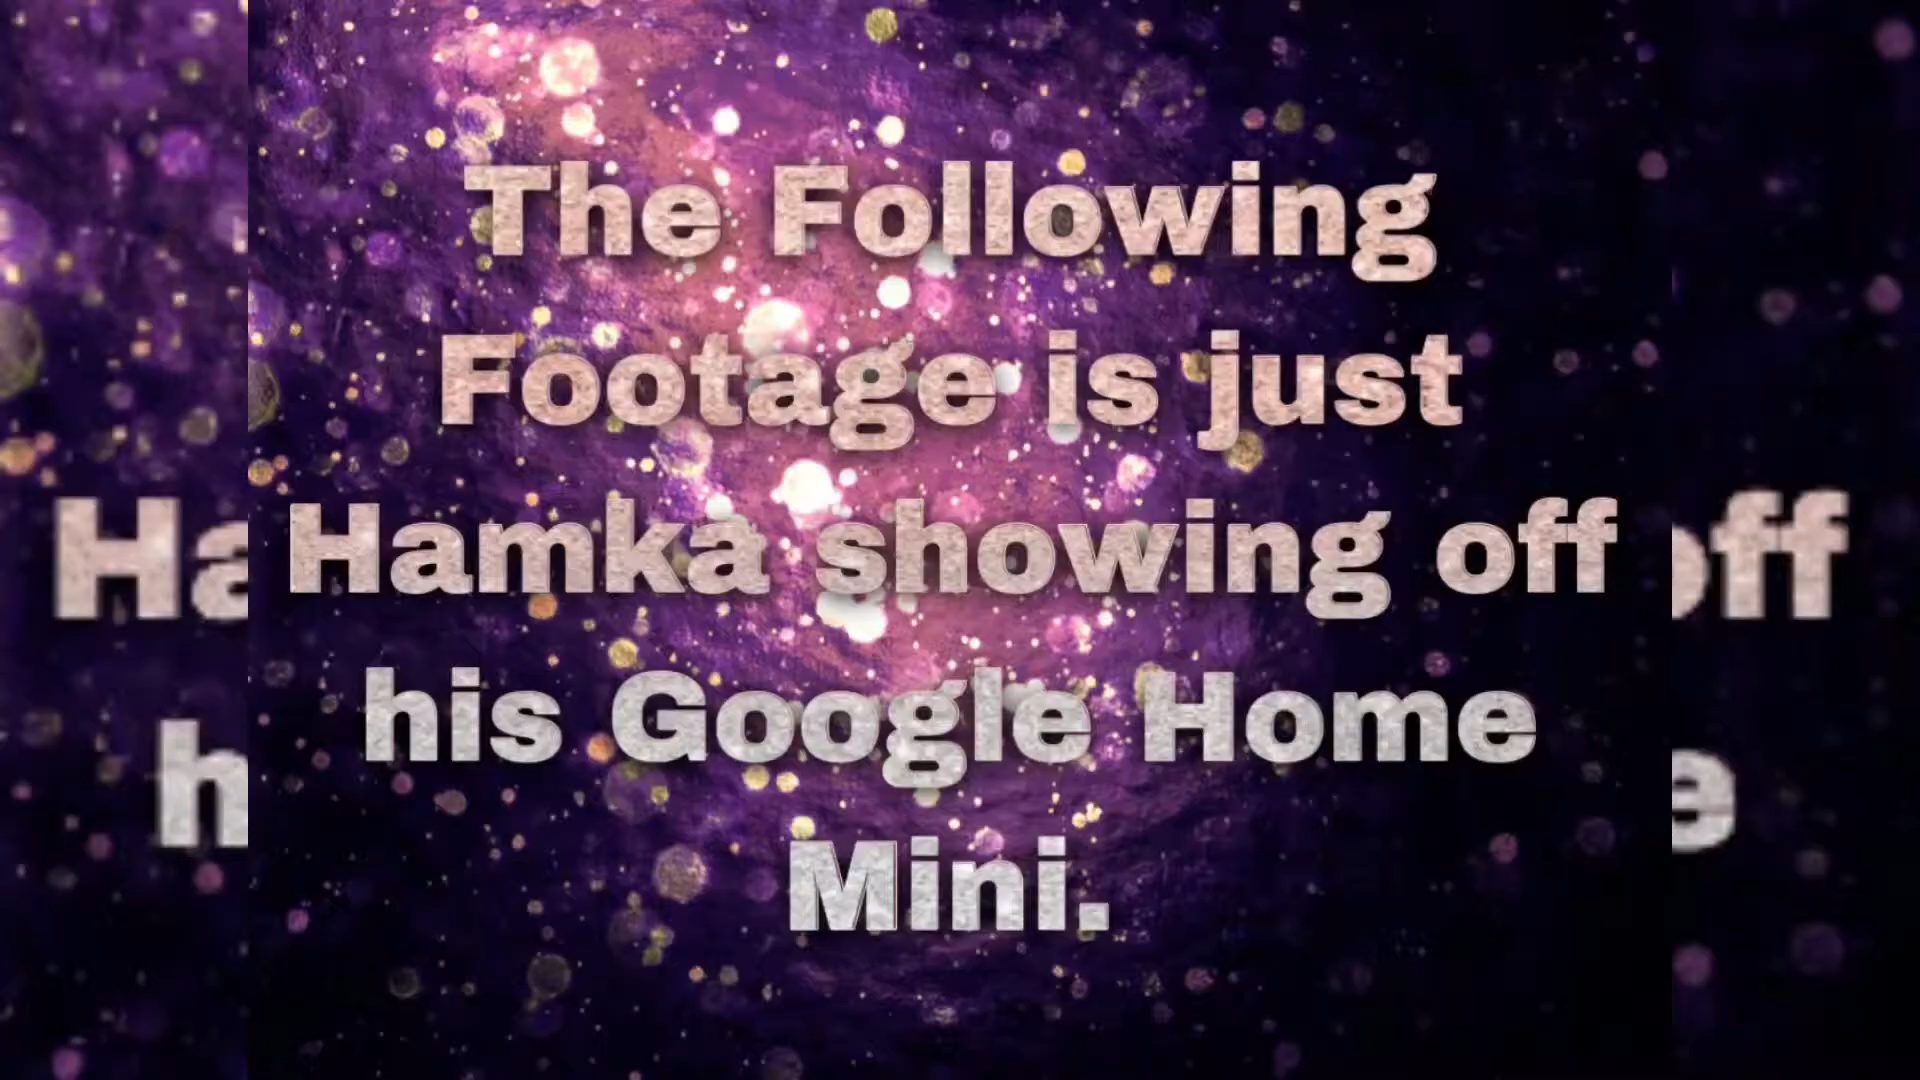 The Following
Footage is just
Hamka showing off
his Google Home
Mini.